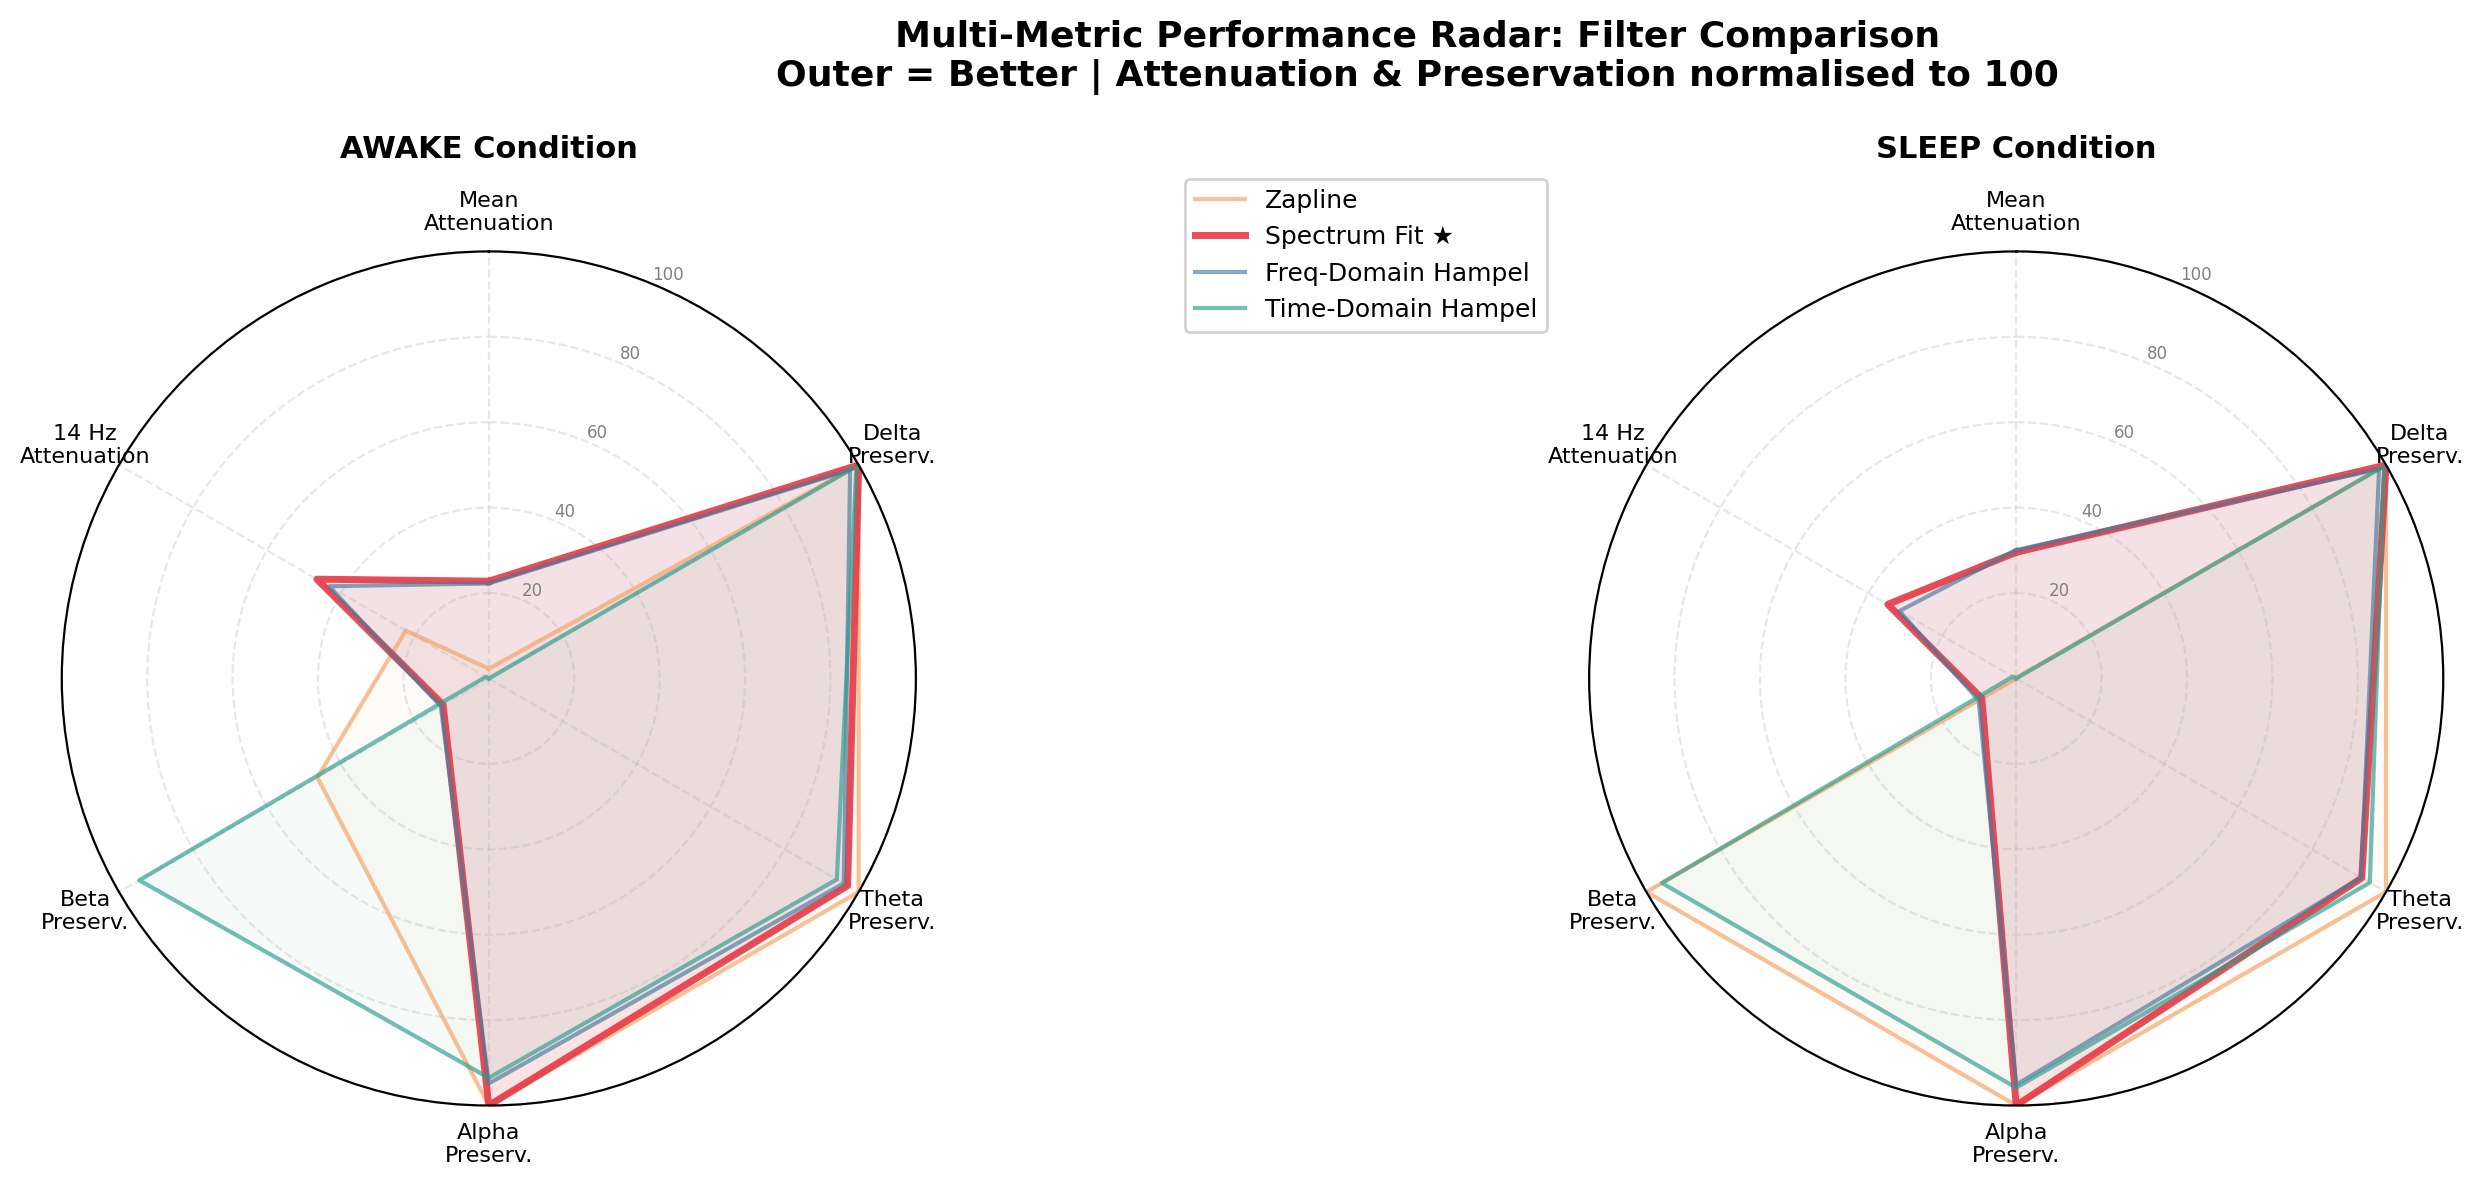 Multi-Metric Performance Radar: Filter Comparison
Outer = Better | Attenuation & Preservation normalised to 100
AWAKE Condition
Mean
Attenuation
14 Hz
Attenuation
Delta
Preserv.
Beta
Preserv.
Theta
Preserv.
Alpha
Preserv.
100
80
60
40
20
Zapline
Spectrum Fit ★
Freq-Domain Hampel
Time-Domain Hampel
SLEEP Condition
Mean
Attenuation
14 Hz
Attenuation
Delta
Preserv.
Beta
Preserv.
Theta
Preserv.
Alpha
Preserv.
100
80
60
40
20